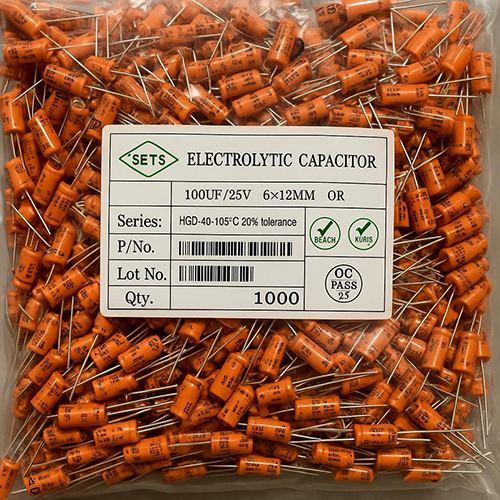 SETS
ELECTROLYTIC CAPACITOR
100UF/25V 6×12MM OR
Series: HGD-40-105°C 20% tolerance
P/No.
Lot No.
Qty. 1000
BEACH
KURIS
OC
PASS
25